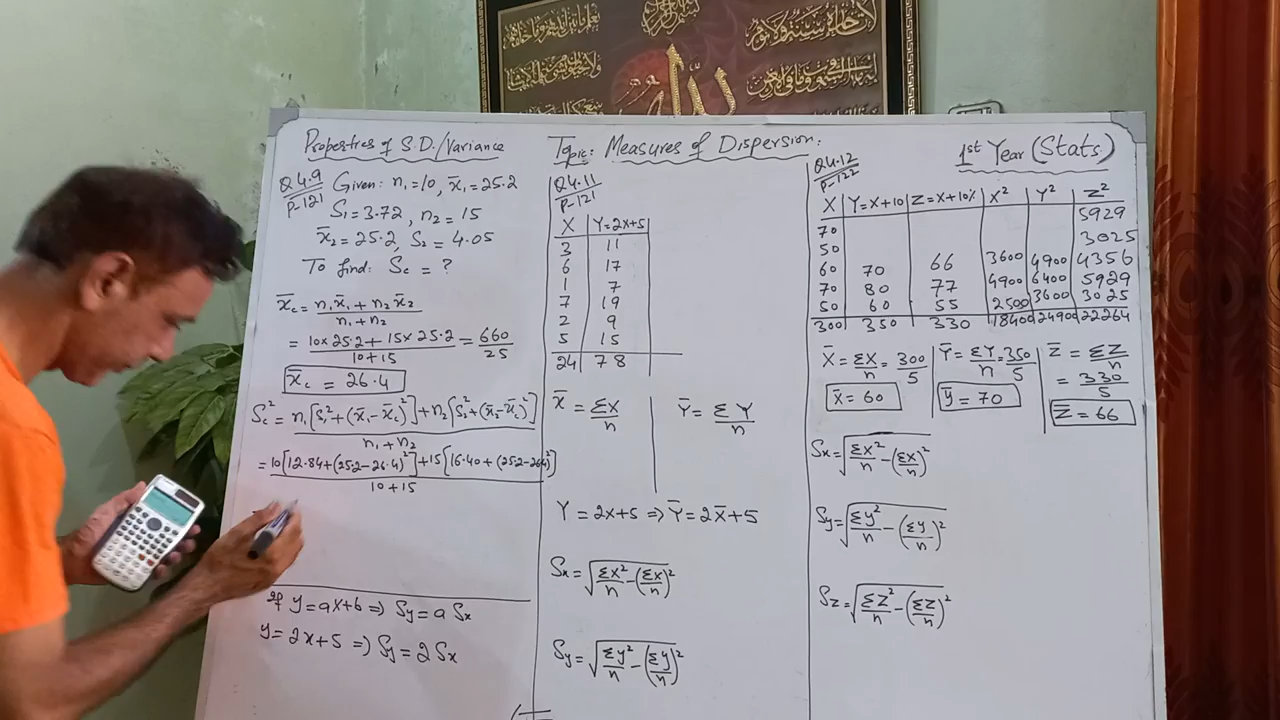 Properties of S.D/Variance
Topic: Measures of Dispersion.
1st Year (Stats.)
Q4.9
P-121
Given: n₁=10, x̄₁=25.2
S₁=3.72, n₂=15
x̄₂=25.2, S₂=4.05
To find: Sc = ?
x̄c = n₁x̄₁ + n₂x̄₂ / n₁+n₂
= 10×25.2+15×25.2 / 10+15 = 660 / 25
x̄c = 26.4
Sc² = n₁[S₁²+(x̄₁-x̄c)²]+n₂[S₂²+(x̄₂-x̄c)²] / n₁+n₂
= 10[12.84+(25.2-26.4)²]+15[16.40+(25.2-26.4)²] / 10+15
If y=ax+b ⇒ Sy=a Sx
y=2x+5 ⇒ Sy=2Sx
Q4.11
P-121
X Y=2x+5
3 11
6 17
1 7
7 19
2 9
5 15
24 78
X̄ = ΣX / n
Ȳ = ΣY / n
Y=2x+5 ⇒ Ȳ=2X̄+5
Sx=√ΣX²/n-(ΣX/n)²
Sy=√Σy²/n-(Σy/n)²
Q4.12
P-122
X Y=X+10 Z=X+10% X² Y² Z²
70 5929
50 3025
60 70 66 3600 4900 4356
70 80 77 4900 6400 5929
50 60 55 2500 3600 3025
300 350 330 18400 24900 22264
X̄=ΣX/n=300/5
X̄=60
Ȳ=ΣY/n=350/5
ȳ=70
Z̄=ΣZ/n
=330/5
Z̄=66
Sx=√ΣX²/n-(ΣX/n)²
Sy=√Σy²/n-(Σy/n)²
Sz=√ΣZ²/n-(ΣZ/n)²